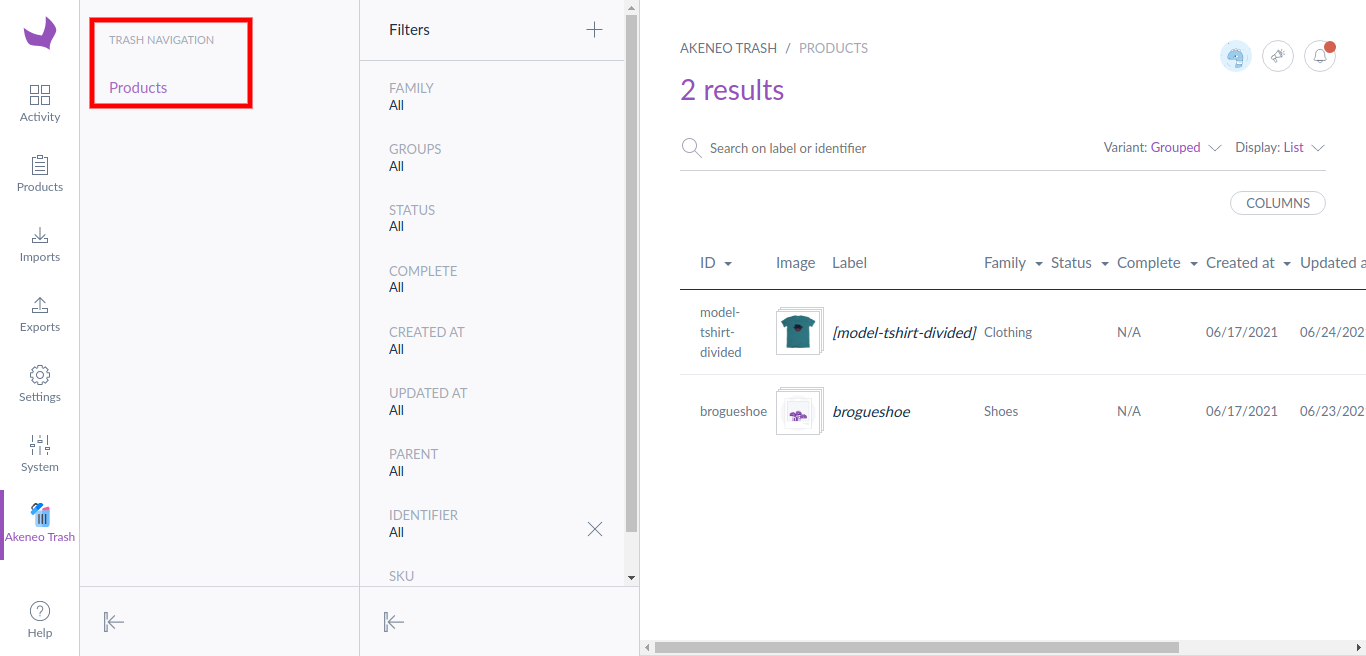 Activity
Products
Imports
Exports
Settings
System
Akeneo Trash
Help
TRASH NAVIGATION
Products
Filters
FAMILY
All
GROUPS
All
STATUS
All
COMPLETE
All
CREATED AT
All
UPDATED AT
All
PARENT
All
IDENTIFIER
All
SKU
AKENEO TRASH / PRODUCTS
2 results
Search on label or identifier Variant: Grouped Display: List
COLUMNS
ID Image Label Family Status Complete Created at Updated a
model-
tshirt-
divided
[model-tshirt-divided] Clothing N/A 06/17/2021 06/24/202
brogueshoe brogueshoe Shoes N/A 06/17/2021 06/23/202